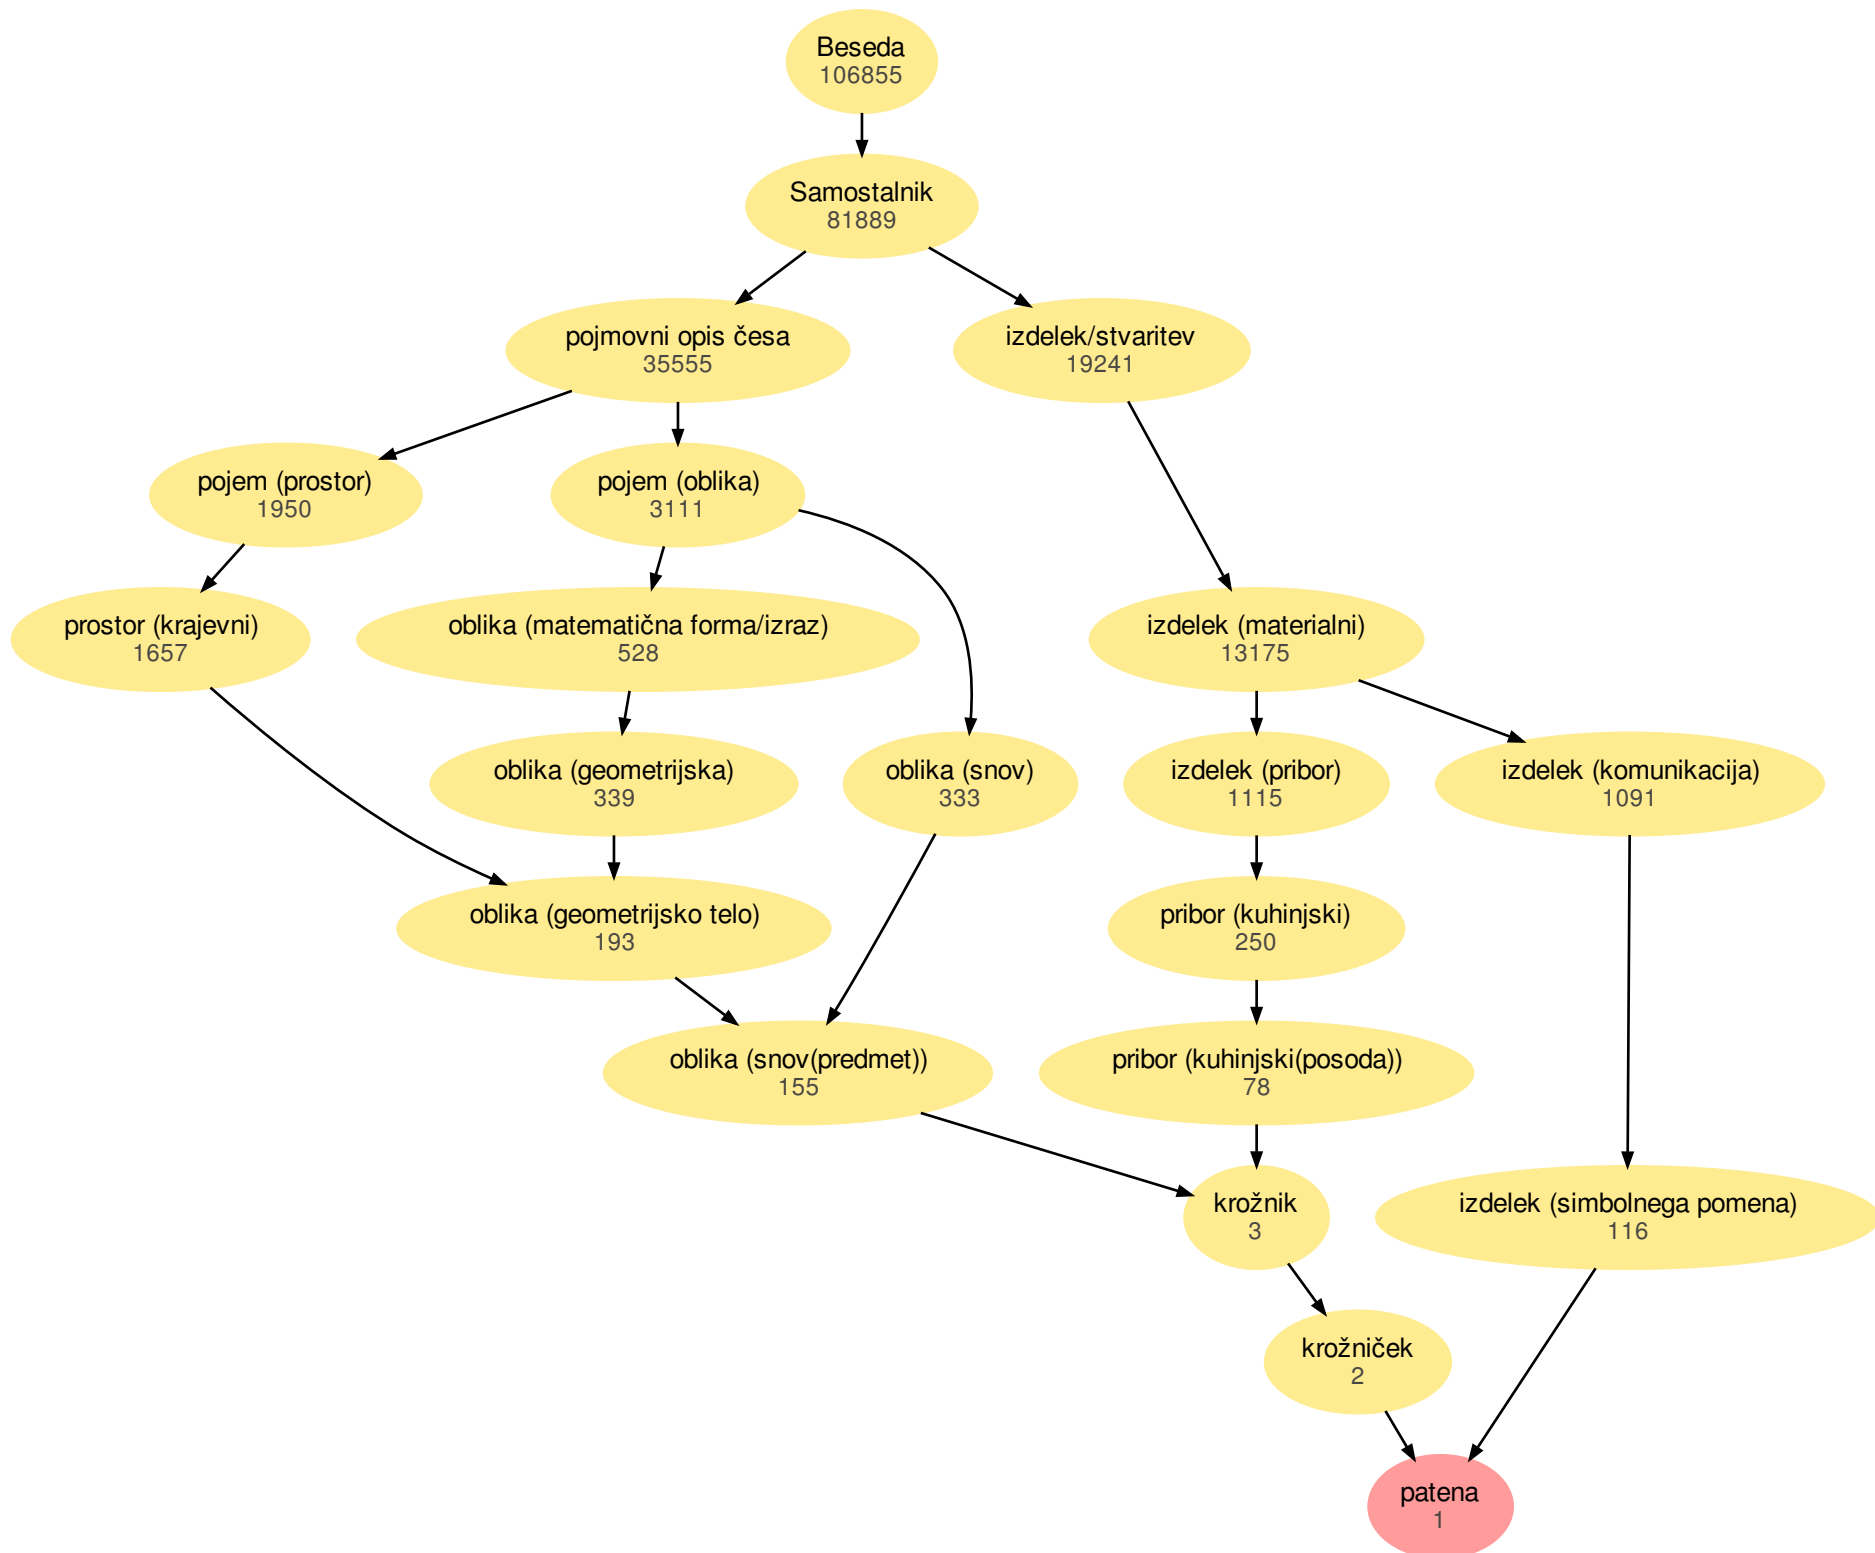 Beseda
106855
Samostalnik
81889
pojmovni opis česa
35555
izdelek/stvaritev
19241
pojem (prostor)
1950
pojem (oblika)
3111
prostor (krajevni)
1657
oblika (matematična forma/izraz)
528
izdelek (materialni)
13175
oblika (geometrijska)
339
oblika (snov)
333
izdelek (pribor)
1115
izdelek (komunikacija)
1091
oblika (geometrijsko telo)
193
pribor (kuhinjski)
250
oblika (snov(predmet))
155
pribor (kuhinjski(posoda))
78
krožnik
3
izdelek (simbolnega pomena)
116
krožniček
2
patena
1